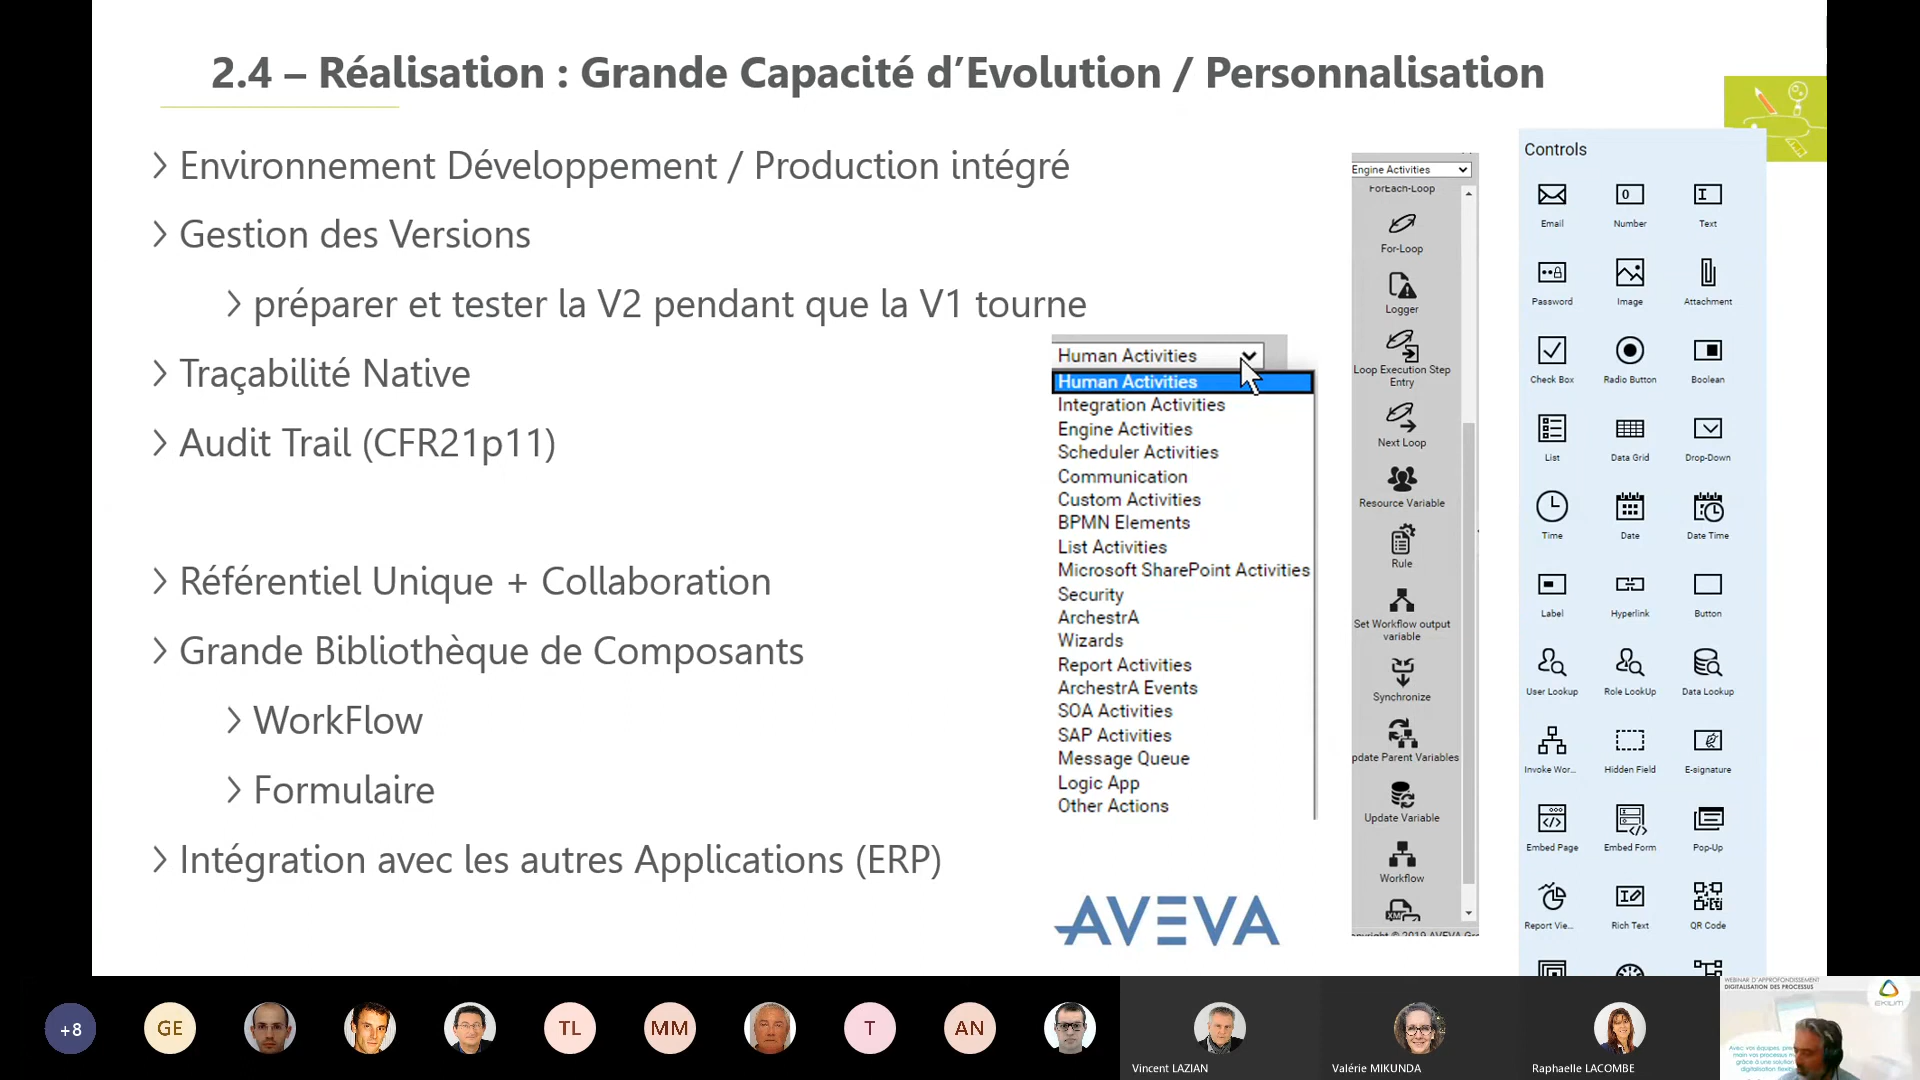 2.4 – Réalisation : Grande Capacité d’Evolution / Personnalisation
Environnement Développement / Production intégré
Gestion des Versions
préparer et tester la V2 pendant que la V1 tourne
Traçabilité Native
Audit Trail (CFR21p11)
Référentiel Unique + Collaboration
Grande Bibliothèque de Composants
WorkFlow
Formulaire
Intégration avec les autres Applications (ERP)
Human Activities
Human Activities
Integration Activities
Engine Activities
Scheduler Activities
Communication
Custom Activities
BPMN Elements
List Activities
Microsoft SharePoint Activities
Security
ArchestrA
Wizards
Report Activities
ArchestrA Events
SOA Activities
SAP Activities
Message Queue
Logic App
Other Actions
AVEVA
Engine Activities
ForEach-Loop
For-Loop
Logger
Loop Execution Step
Entry
Next Loop
Resource Variable
Rule
Set Workflow output
variable
Synchronize
pdate Parent Variables
Update Variable
Workflow
Controls
Email Number Text
Password Image Attachment
Check Box Radio Button Boolean
List Data Grid Drop-Down
Time Date Date Time
Label Hyperlink Button
User Lookup Role LookUp Data Lookup
Invoke Wor... Hidden Field E-signature
Embed Page Embed Form Pop-Up
Report Vie... Rich Text QR Code
+8 GE TL MM T AN
Vincent LAZIAN Valérie MIKUNDA Raphaelle LACOMBE
WEBINAR D'APPROFONDISSEMENT
DIGITALISATION DES PROCESSUS
EKILIUM